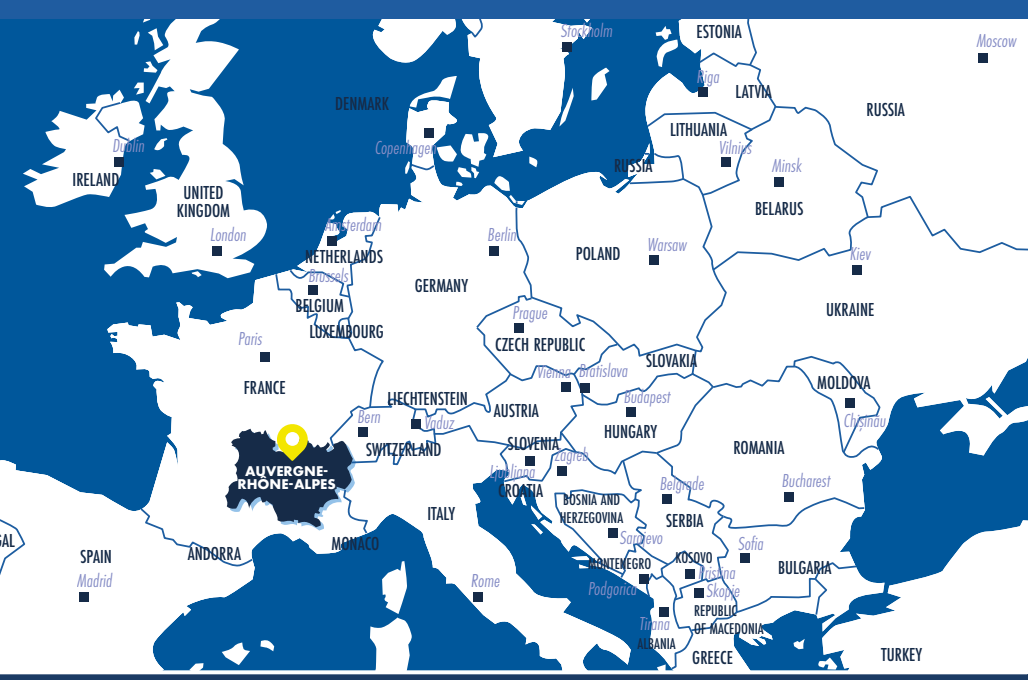 Stockholm
ESTONIA
Moscow
Riga
LATVIA
DENMARK
RUSSIA
LITHUANIA
Dublin
Copenhagen
Vilnius
RUSSIA
Minsk
IRELAND
UNITED
KINGDOM
BELARUS
Amsterdam
London
Berlin
Warsaw
NETHERLANDS
POLAND
Kiev
Brussels
GERMANY
BELGIUM
UKRAINE
Prague
LUXEMBOURG
Paris
CZECH REPUBLIC
SLOVAKIA
Vienna
Bratislava
FRANCE
MOLDOVA
LIECHTENSTEIN
Budapest
AUSTRIA
Bern
Vaduz
Chișinău
HUNGARY
SLOVENIA
SWITZERLAND
ROMANIA
Zagreb
AUVERGNE-
RHÔNE-ALPES
Ljubljana
Belgrade
Bucharest
CROATIA
BOSNIA AND
HERZEGOVINA
ITALY
SERBIA
GAL
Sarajevo
MONACO
Sofia
SPAIN
ANDORRA
KOSOVO
MONTENEGRO
BULGARIA
Pristina
Madrid
Rome
Podgorica
Skopje
REPUBLIC
OF MACEDONIA
Tirana
ALBANIA
GREECE
TURKEY